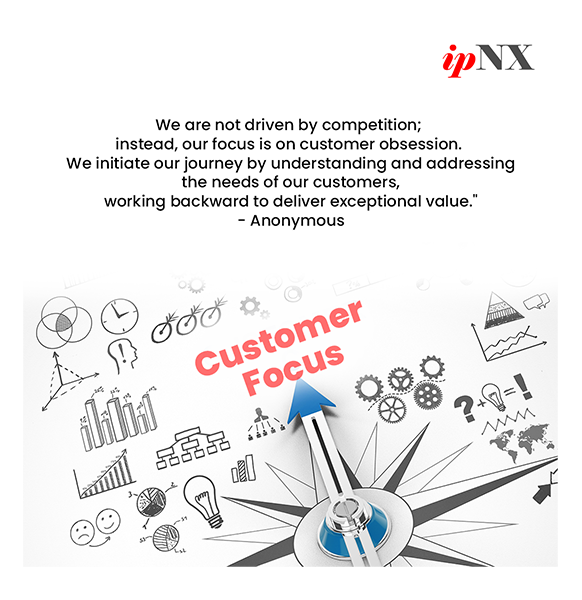 ipNX
We are not driven by competition;
instead, our focus is on customer obsession.
We initiate our journey by understanding and addressing
the needs of our customers,
working backward to deliver exceptional value."
- Anonymous
Customer
Focus